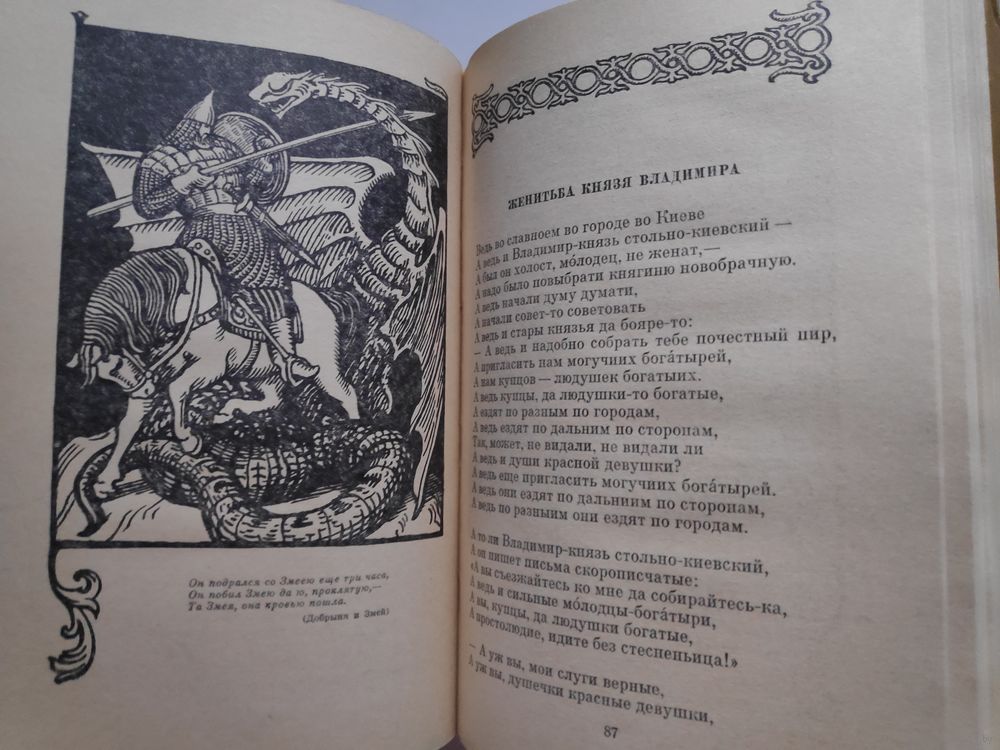 Он подрался со Змеею еще три часа,
Он побил Змею да ю, проклятую,—
Та Змея, она кровью пошла.
(Добрыня и Змей)
ЖЕНИТЬБА КНЯЗЯ ВЛАДИМИРА
Ведь во славноем во городе во Киеве
А ведь и Владимир-князь стольно-киевский —
А был он холост, мо́лодец, не женат,—
А надо было повыбрати княгиню новобрачную.
А ведь начали думу думати,
А начали совет-то советовать
А ведь и стары князья да бояре-то:
— А ведь и надобно собрать тебе почестный пир,
А пригласить нам могучиих бога́тырей,
А нам купцов — людушек богатыих.
А ведь купцы, да людушки-то богатые,
А ездят по разным по городам,
А ведь ездят по дальним по сторонам,
Так, может, не видали, не видали ли
А ведь и души красной девушки?
А ведь еще пригласить могучиих бога́тырей.
А ведь они ездят по дальниим по сторонам,
А ведь по разныим они ездят по городам.
А то ли Владимир-князь стольно-киевский,
А он пишет письма скорописчатые:
«А вы съезжайтесь ко мне да собирайтесь-ка,
А ведь и сильные мо́лодцы-бога́тыри,
А вы, купцы, да людушки богатые,
А простолюдие, идите без стеспеньица!»
— А уж вы, мои слуги верные,
А уж вы, душечки красные девушки,
87